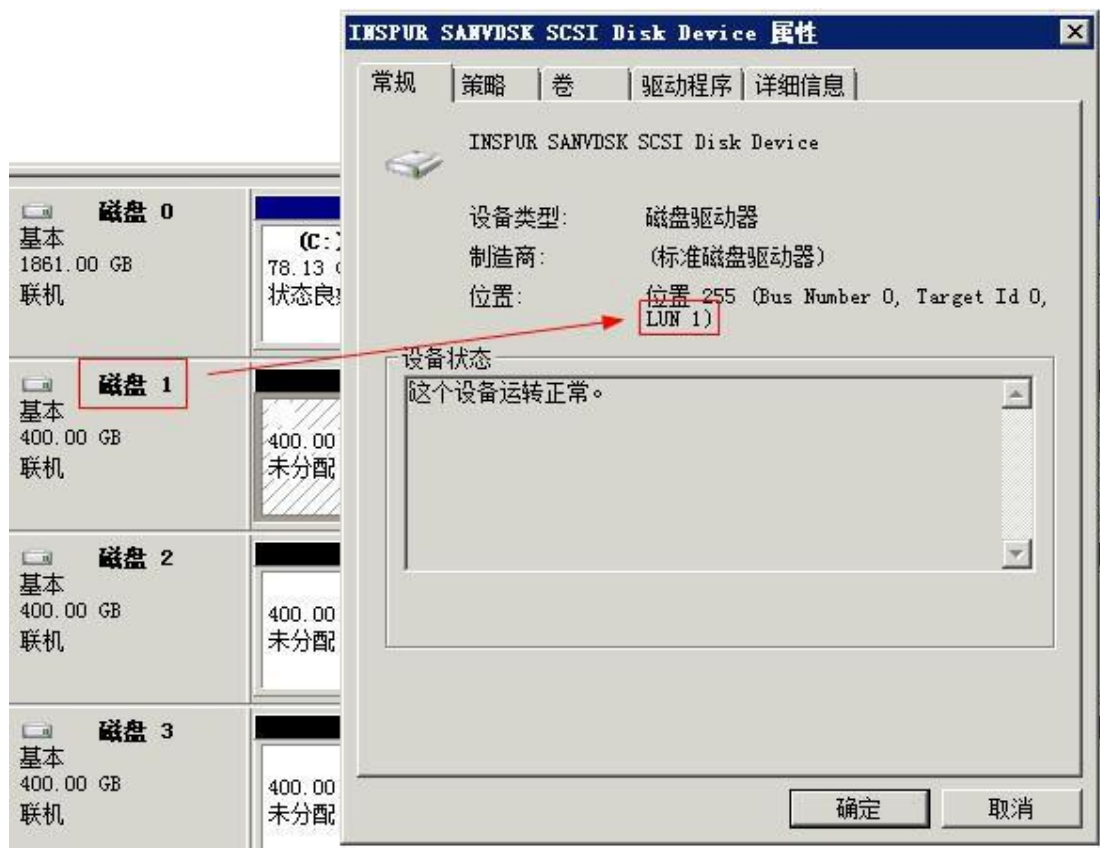 INSPUR SANVDSK SCSI Disk Device 属性
常规
策略
卷
驱动程序
详细信息
INSPUR SANVDSK SCSI Disk Device
设备类型:
磁盘驱动器
制造商:
(标准磁盘驱动器)
位置:
位置 255 (Bus Number 0, Target Id 0,
LUN 1)
设备状态
这个设备运转正常。
确定
取消
磁盘 0
基本
1861.00 GB
联机
(C:)
78.13
状态良
磁盘 1
基本
400.00 GB
联机
400.00
未分配
磁盘 2
基本
400.00 GB
联机
400.00
未分配
磁盘 3
基本
400.00 GB
联机
400.00
未分配